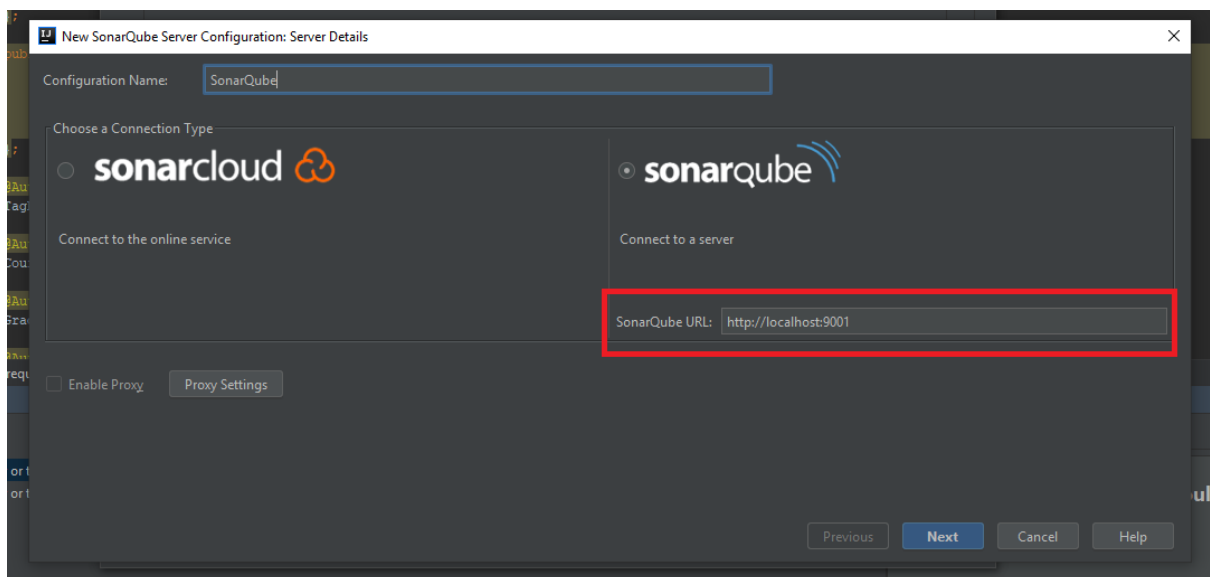 New SonarQube Server Configuration: Server Details
Configuration Name: SonarQube
Choose a Connection Type
sonarcloud
sonarqube
Connect to the online service
Connect to a server
SonarQube URL: http://localhost:9001
Enable Proxy Proxy Settings
Previous Next Cancel Help